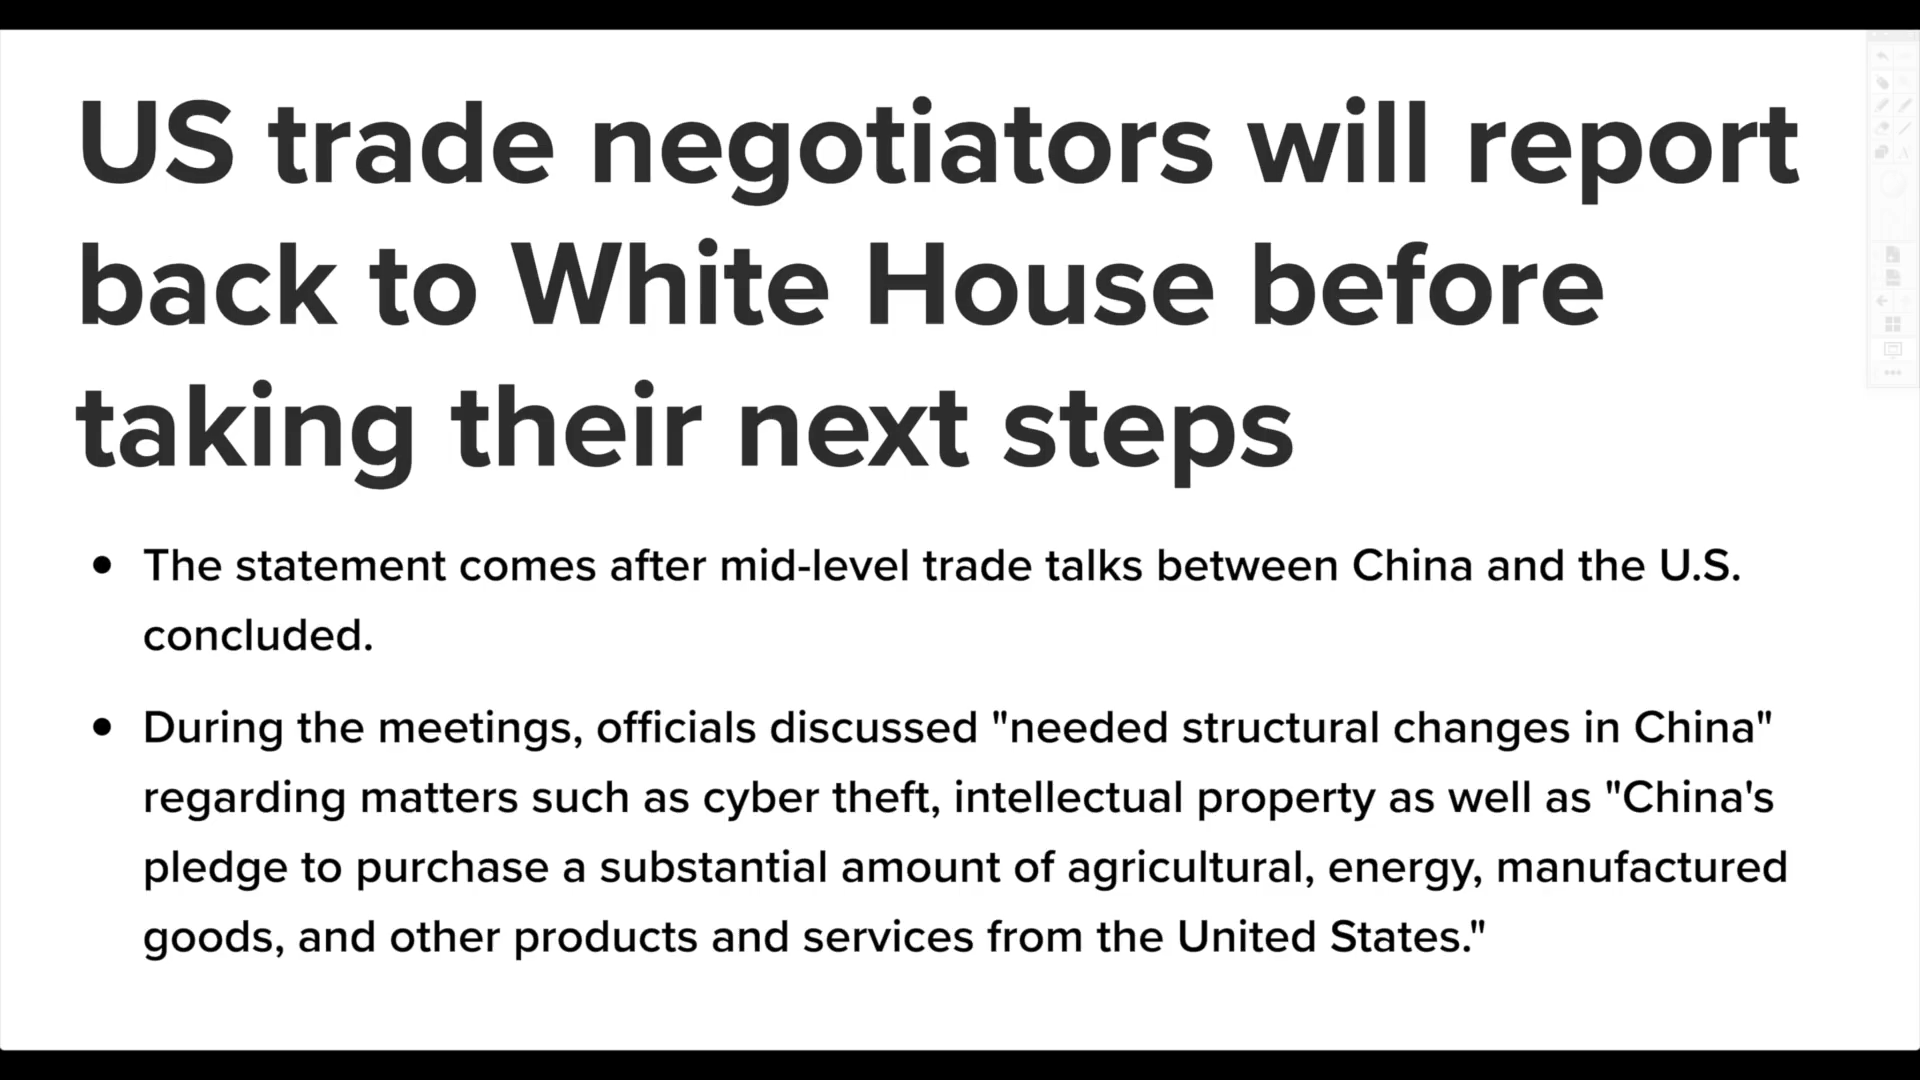 US trade negotiators will report
back to White House before
taking their next steps
• The statement comes after mid-level trade talks between China and the U.S.
concluded.
• During the meetings, officials discussed "needed structural changes in China"
regarding matters such as cyber theft, intellectual property as well as "China's
pledge to purchase a substantial amount of agricultural, energy, manufactured
goods, and other products and services from the United States."